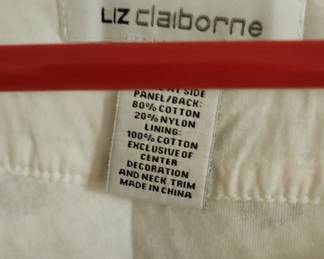 LIZ claiborne
SIDE
PANEL/BACK:
80% COTTON
20% NYLON
LINING:
100% COTTON
EXCLUSIVE OF
CENTER
DECORATION
AND NECK TRIM
MADE IN CHINA